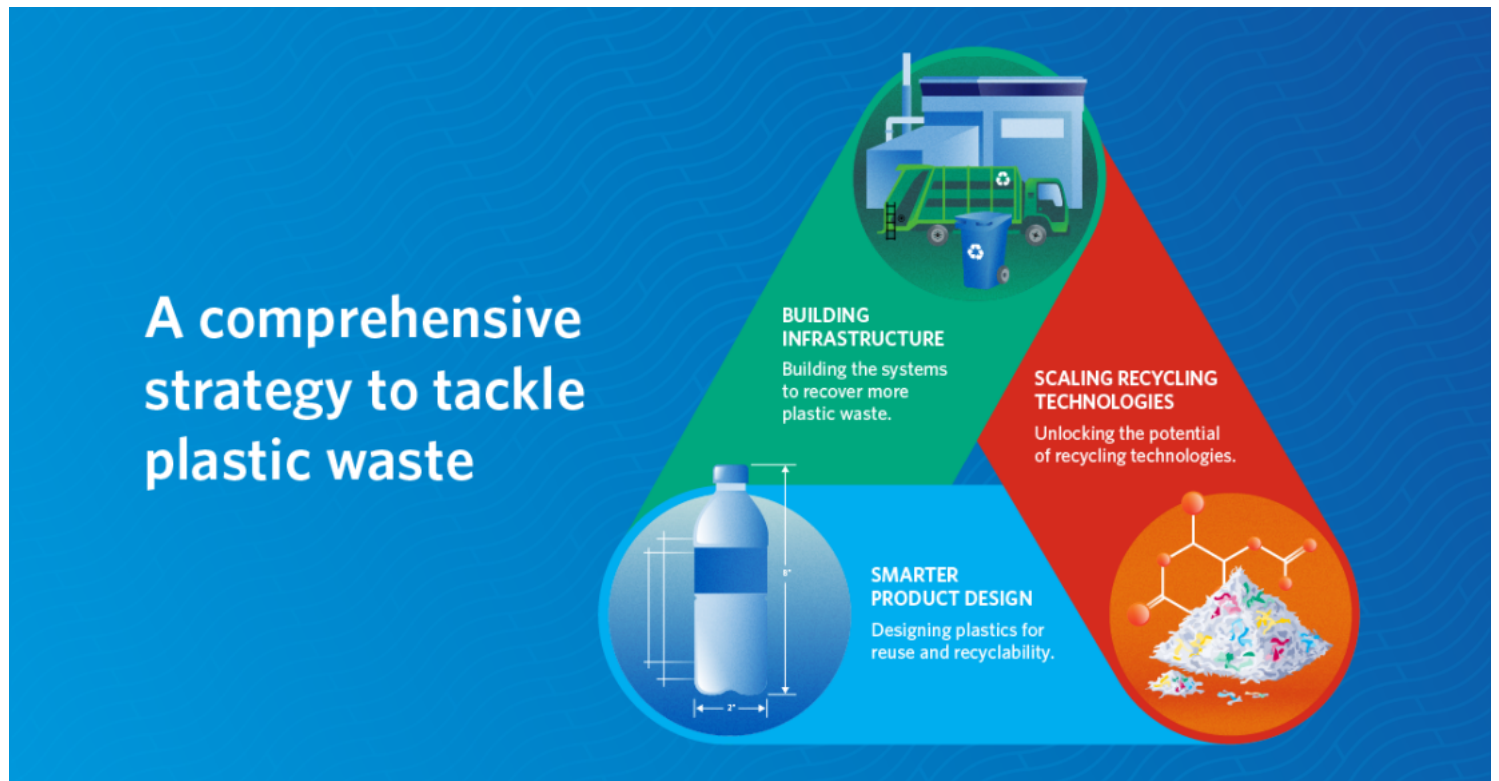 A comprehensive
strategy to tackle
plastic waste
BUILDING
INFRASTRUCTURE
Building the systems
to recover more
plastic waste.
SCALING RECYCLING
TECHNOLOGIES
Unlocking the potential
of recycling technologies.
SMARTER
PRODUCT DESIGN
Designing plastics for
reuse and recyclability.
2"